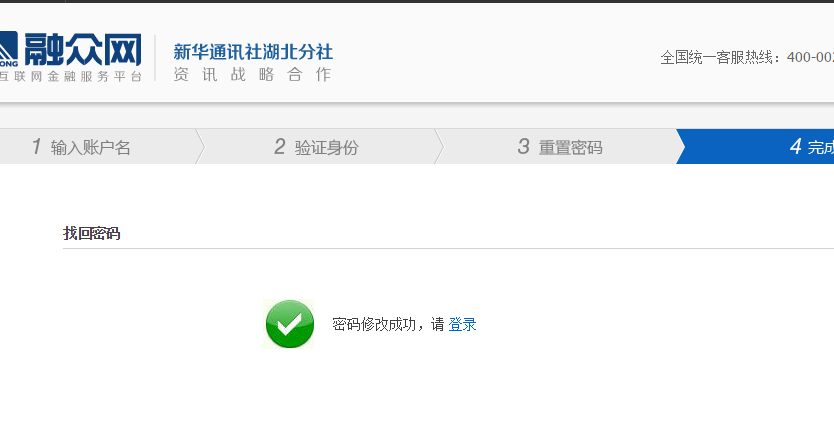 融众网
ONG
互联网金融服务平台
新华通讯社湖北分社
资讯战略合作
全国统一客服热线：400-002
1 输入账户名
2 验证身份
3 重置密码
4 完成
找回密码
密码修改成功，请 登录